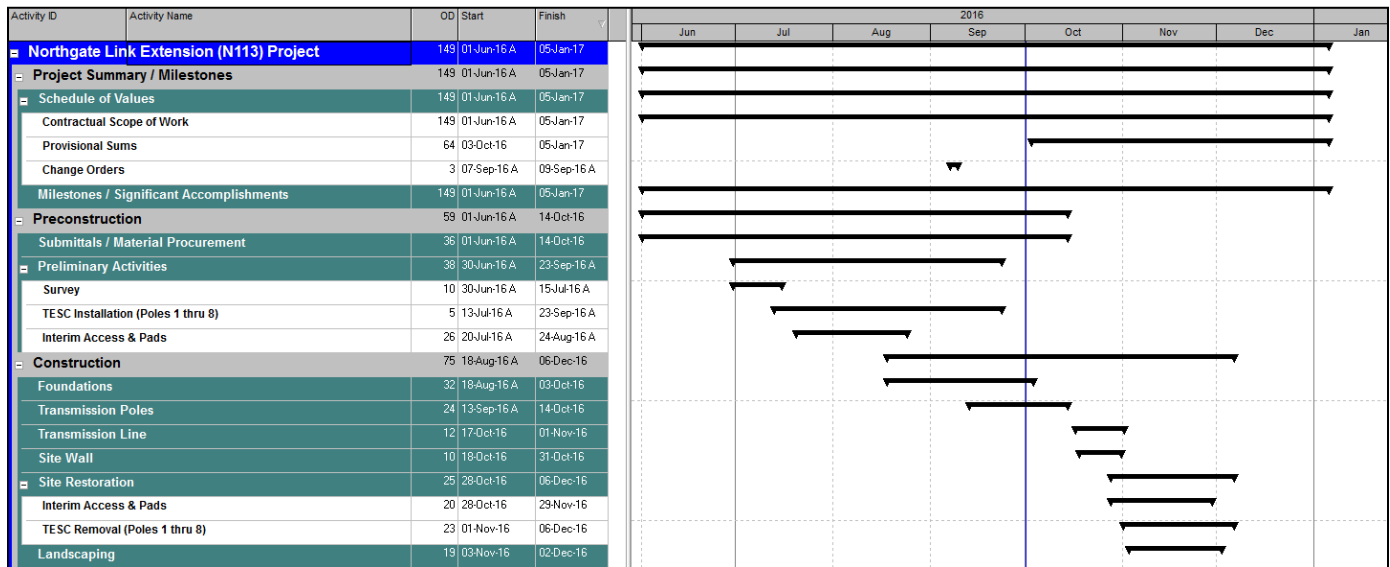 Activity ID Activity Name OD Start Finish 2016
Jun Jul Aug Sep Oct Nov Dec Jan
Northgate Link Extension (N113) Project 149 01-Jun-16 A 05-Jan-17
Project Summary / Milestones 149 01-Jun-16 A 05-Jan-17
Schedule of Values 149 01-Jun-16 A 05-Jan-17
Contractual Scope of Work 149 01-Jun-16 A 05-Jan-17
Provisional Sums 64 03-Oct-16 05-Jan-17
Change Orders 3 07-Sep-16 A 09-Sep-16 A
Milestones / Significant Accomplishments 149 01-Jun-16 A 05-Jan-17
Preconstruction 59 01-Jun-16 A 14-Oct-16
Submittals / Material Procurement 36 01-Jun-16 A 14-Oct-16
Preliminary Activities 38 30-Jun-16 A 23-Sep-16 A
Survey 10 30-Jun-16 A 15-Jul-16 A
TESC Installation (Poles 1 thru 8) 5 13-Jul-16 A 23-Sep-16 A
Interim Access & Pads 26 20-Jul-16 A 24-Aug-16 A
Construction 75 18-Aug-16 A 06-Dec-16
Foundations 32 18-Aug-16 A 03-Oct-16
Transmission Poles 24 13-Sep-16 A 14-Oct-16
Transmission Line 12 17-Oct-16 01-Nov-16
Site Wall 10 18-Oct-16 31-Oct-16
Site Restoration 25 28-Oct-16 06-Dec-16
Interim Access & Pads 20 28-Oct-16 29-Nov-16
TESC Removal (Poles 1 thru 8) 23 01-Nov-16 06-Dec-16
Landscaping 19 03-Nov-16 02-Dec-16